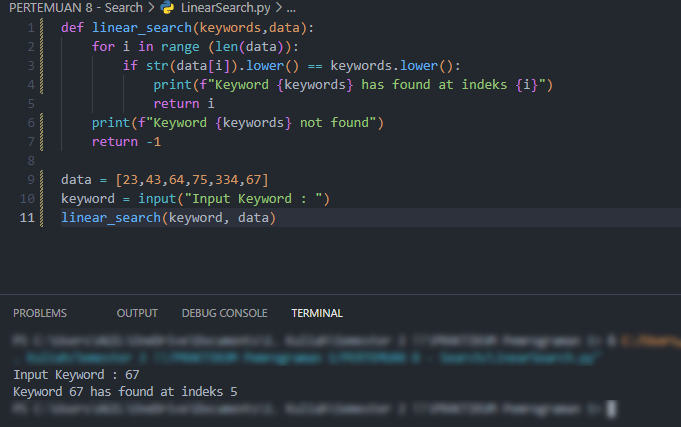 PERTEMUAN 8 - Search > LinearSearch.py > ...
1 def linear_search(keywords,data):
2 for i in range (len(data)):
3 if str(data[i]).lower() == keywords.lower():
4 print(f"Keyword {keywords} has found at indeks {i}")
5 return i
6 print(f"Keyword {keywords} not found")
7 return -1
8
9 data = [23,43,64,75,334,67]
10 keyword = input("Input Keyword : ")
11 linear_search(keyword, data)
PROBLEMS OUTPUT DEBUG CONSOLE TERMINAL
Input Keyword : 67
Keyword 67 has found at indeks 5